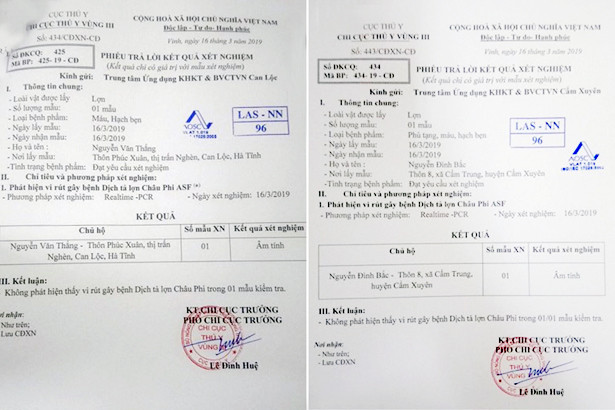 CỤC THÚ Y
CHI CỤC THÚ Y VÙNG III
Số: /CĐXN-CĐ
CỘNG HOÀ XÃ HỘI CHỦ NGHĨA VIỆT NAM
Độc lập - Tự do- Hạnh phúc
Vinh, ngày 16 tháng 3 năm 2019
Số ĐKCQ: 425
Mã BP: 425- 19 - CĐ
PHIẾU TRẢ LỜI KẾT QUẢ XÉT NGHIỆM
(Kết quả chỉ có giá trị với mẫu xét nghiệm)
Kính gửi: Trung tâm Ứng dụng KHKT & BVCTVN Can Lộc
I. Thông tin chung:
- Loài vật được lấy : Lợn
- Số lượng mẫu: : 01 mẫu
- Loại bệnh phẩm: : Máu, Hạch bẹn
- Ngày lấy mẫu : 16/3/2019
- Ngày nhận mẫu : 16/3/2019
- Họ và tên : Nguyễn Văn Thắng
- Nơi lấy mẫu : Thôn Phúc Xuân, thị trấn Nghèn, Can Lộc, Hà Tĩnh
- Tình trạng bệnh phẩm : Đạt yêu cầu xét nghiệm
AOSC
VLAT 1.019
LAS - NN
96
II. Chỉ tiêu và phương pháp xét nghiệm:
1. Phát hiện vi rút gây bệnh Dịch tả lợn Châu Phi ASF (*)
- Phương pháp xét nghiệm: Realtime -PCR - Ngày xét nghiệm: 16/3/2019
KẾT QUẢ
Chủ hộ Số mẫu XN Kết quả xét nghiệm
Nguyễn Văn Thắng - Thôn Phúc Xuân, thị trấn Nghèn, Can Lộc, Hà Tĩnh 01 Âm tính
III. Kết luận:
- Không phát hiện thấy vi rút gây bệnh Dịch tả lợn Châu Phi trong 01 mẫu kiểm tra.
Nơi nhận:
- Như trên;
- Lưu CĐXN
KT.CHI CỤC TRƯỞNG
PHÓ CHI CỤC TRƯỞNG
CHI CỤC
THÚ Y
VÙNG III
Lê Đình Huệ
CỤC THÚ Y
CHI CỤC THÚ Y VÙNG III
Số: 443/CĐXN-CĐ
CỘNG HOÀ XÃ HỘI CHỦ NGHĨA VIỆT NAM
Độc lập - Tự do- Hạnh phúc
Vinh, ngày 16 tháng 3 năm 2019
Số ĐKCQ: 434
Mã BP: 434- 19 - CĐ
PHIẾU TRẢ LỜI KẾT QUẢ XÉT NGHIỆM
(Kết quả chỉ có giá trị với mẫu xét nghiệm)
Kính gửi: Trung tâm Ứng dụng KHKT & BVCTVN Cẩm Xuyên
I. Thông tin chung:
- Loài vật được lấy : Lợn
- Số lượng mẫu: : 01 mẫu
- Loại bệnh phẩm: : Phủ tạng, máu, hạch bẹn
- Ngày lấy mẫu : 16/3/2019
- Ngày nhận mẫu : 16/3/2019
- Họ và tên : Nguyễn Đình Bắc
- Nơi lấy mẫu : Thôn 8, xã Cẩm Trung, huyện Cẩm Xuyên
- Tình trạng bệnh phẩm : Đạt yêu cầu xét nghiệm
LAS - NN
96
AOSC
VLAT 1.019
II. Chỉ tiêu và phương pháp xét nghiệm:
1. Phát hiện vi rút gây bệnh Dịch tả lợn Châu Phi ASF
- Phương pháp xét nghiệm: Realtime -PCR - Ngày xét nghiệm: 16/3/2019
KẾT QUẢ
Chủ hộ Số mẫu XN Kết quả xét nghiệm
Nguyễn Đình Bắc - Thôn 8, xã Cẩm Trung, huyện Cẩm Xuyên 01 Âm tính
III. Kết luận:
- Không phát hiện thấy vi rút gây bệnh Dịch tả lợn Châu Phi trong 01/01 mẫu kiểm tra.
Nơi nhận:
- Như trên;
- Lưu CĐXN
KT.CHI CỤC TRƯỞNG
PHÓ CHI CỤC TRƯỞNG
CHI CỤC
THÚ Y
VÙNG III
Lê Đình Huệ